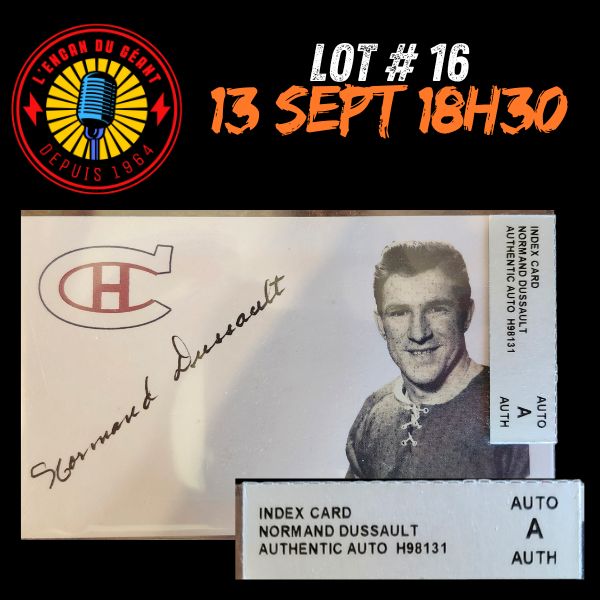 L'ENCAN DU GÉANT
DEPUIS 1964
LOT # 16
13 SEPT 18H30
CH
Normand Dussault
INDEX CARD
NORMAND DUSSAULT
AUTHENTIC AUTO H98131
AUTO
A
AUTH
INDEX CARD
NORMAND DUSSAULT
AUTHENTIC AUTO H98131
AUTO
A
AUTH